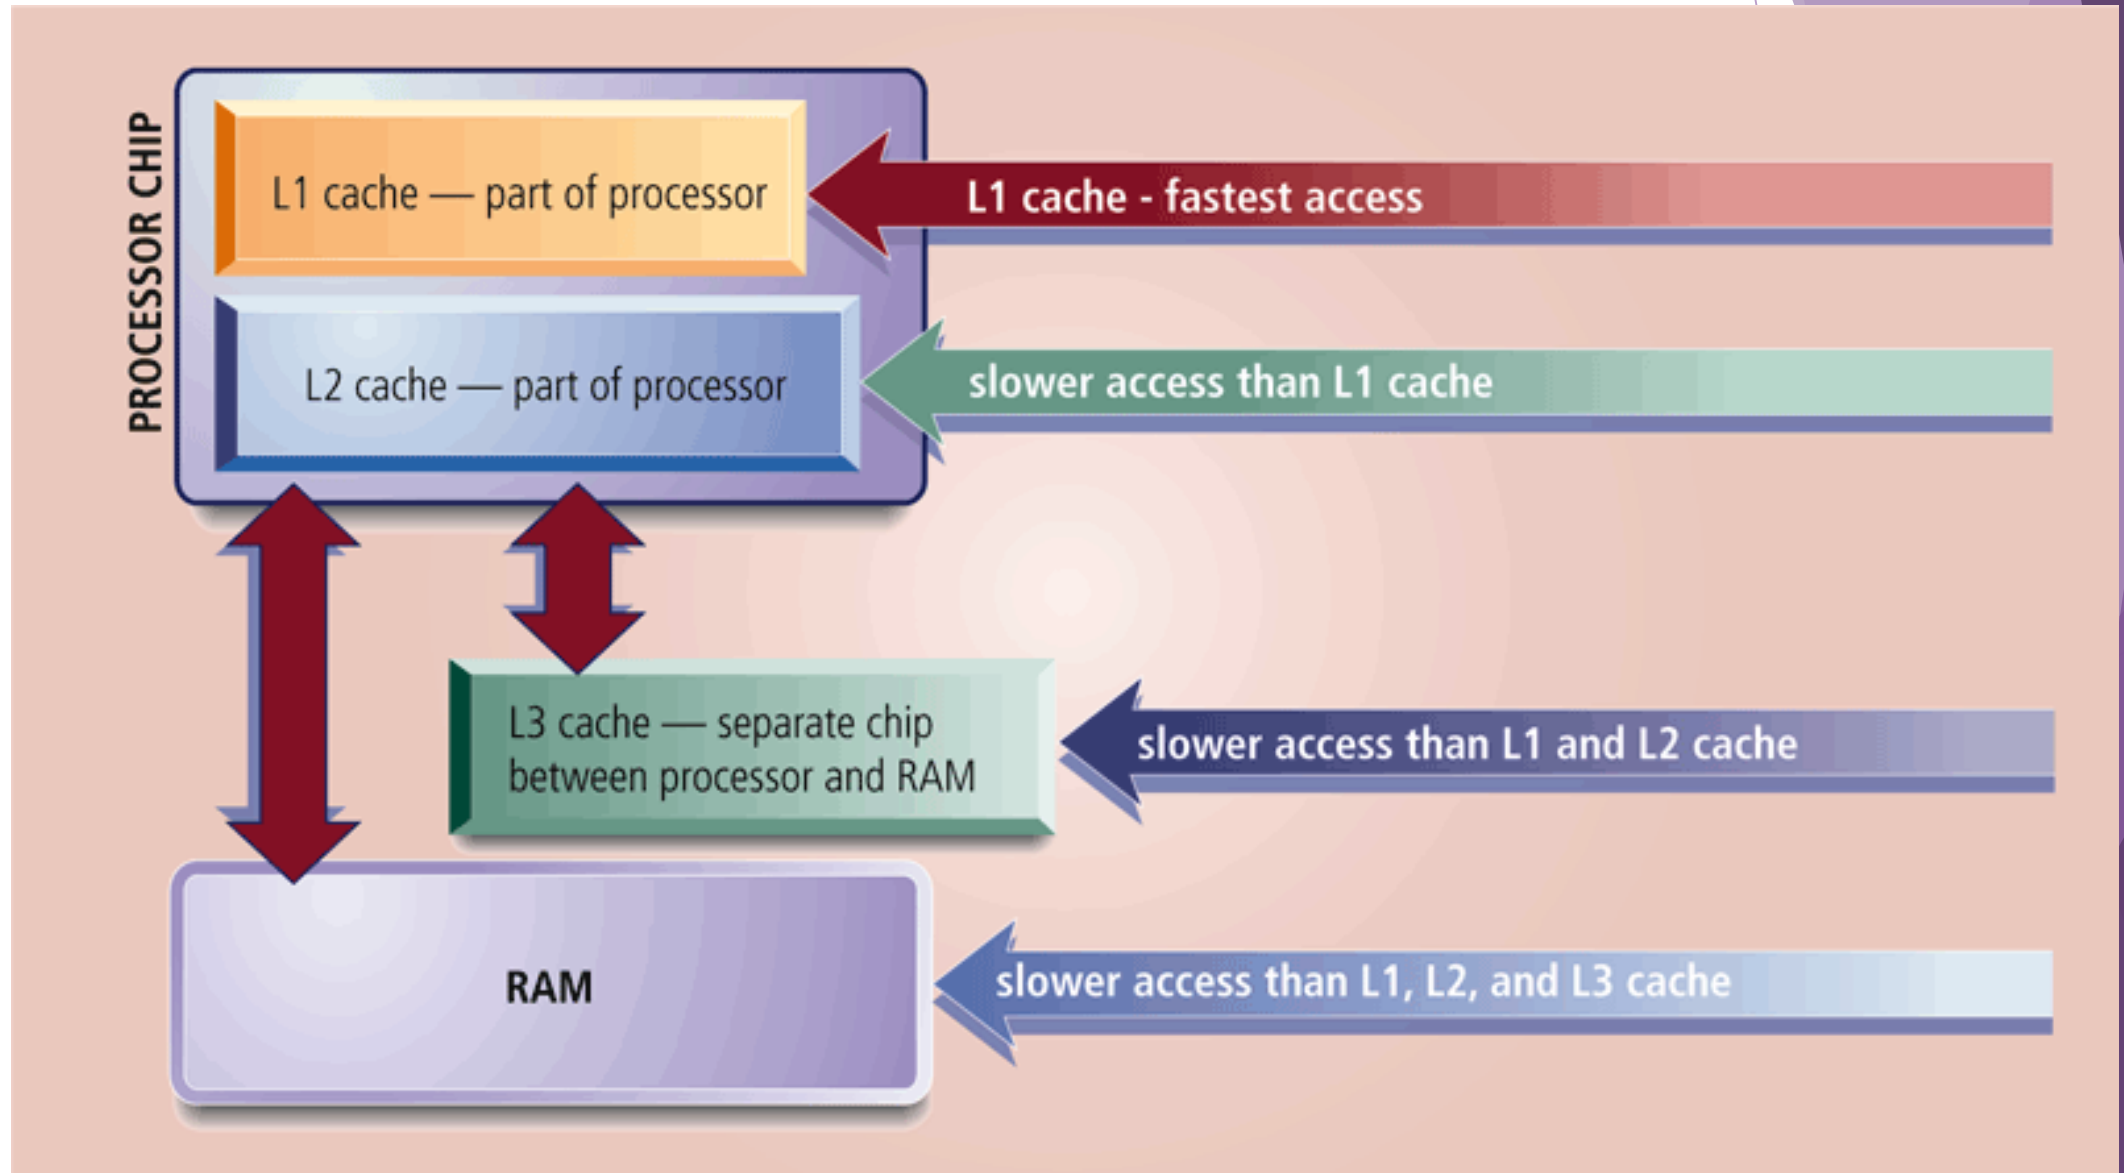 PROCESSOR CHIP
L1 cache — part of processor
L1 cache - fastest access
L2 cache — part of processor
slower access than L1 cache
L3 cache — separate chip
between processor and RAM
slower access than L1 and L2 cache
RAM
slower access than L1, L2, and L3 cache